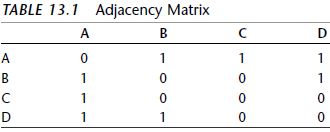 TABLE 13.1 Adjacency Matrix
A B C D
A 0 1 1 1
B 1 0 0 1
C 1 0 0 0
D 1 1 0 0